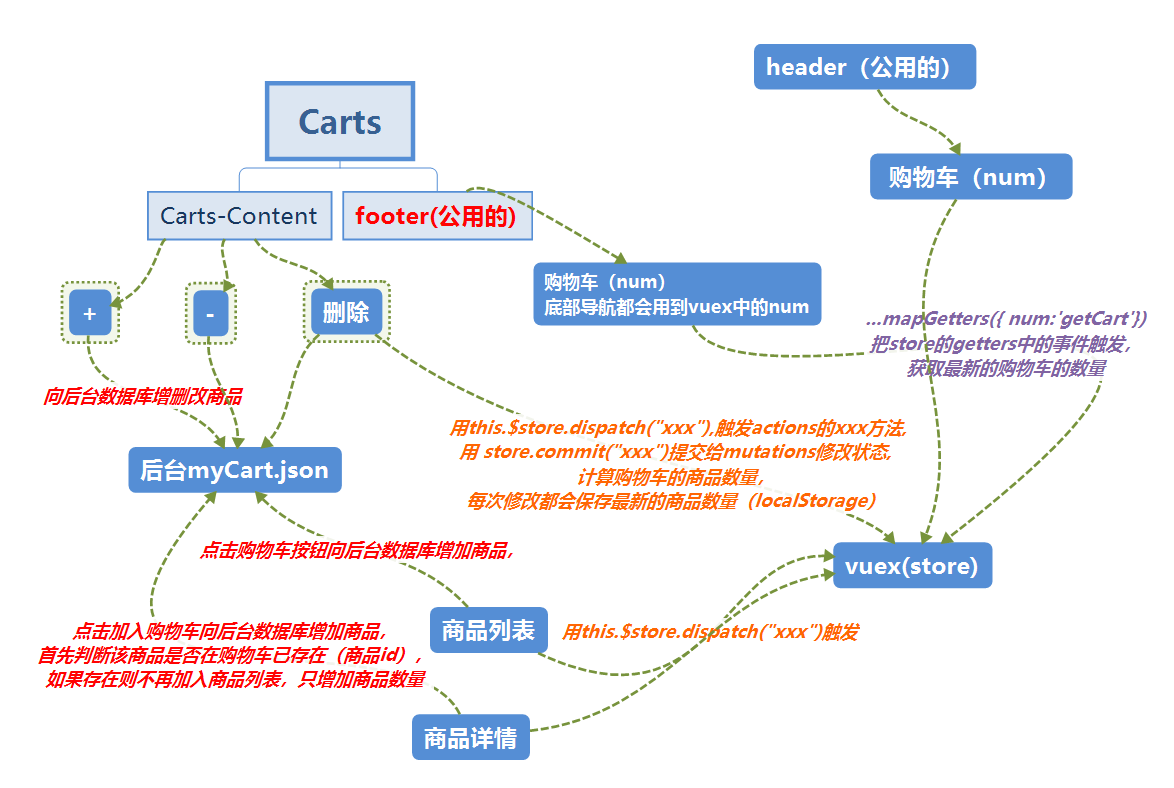 header（公用的）
Carts
购物车（num）
Carts-Content
footer(公用的)
购物车（num）
底部导航都会用到vuex中的num
+
-
删除
...mapGetters({ num:'getCart'})
把store的getters中的事件触发，
获取最新的购物车的数量
向后台数据库增删改商品
用this.$store.dispatch("xxx"),触发actions的xxx方法,
用 store.commit("xxx")提交给mutations修改状态,
计算购物车的商品数量，
每次修改都会保存最新的商品数量（localStorage）
后台myCart.json
点击购物车按钮向后台数据库增加商品，
vuex(store)
点击加入购物车向后台数据库增加商品，
首先判断该商品是否在购物车已存在（商品id），
如果存在则不再加入商品列表，只增加商品数量
商品列表
用this.$store.dispatch("xxx")触发
商品详情